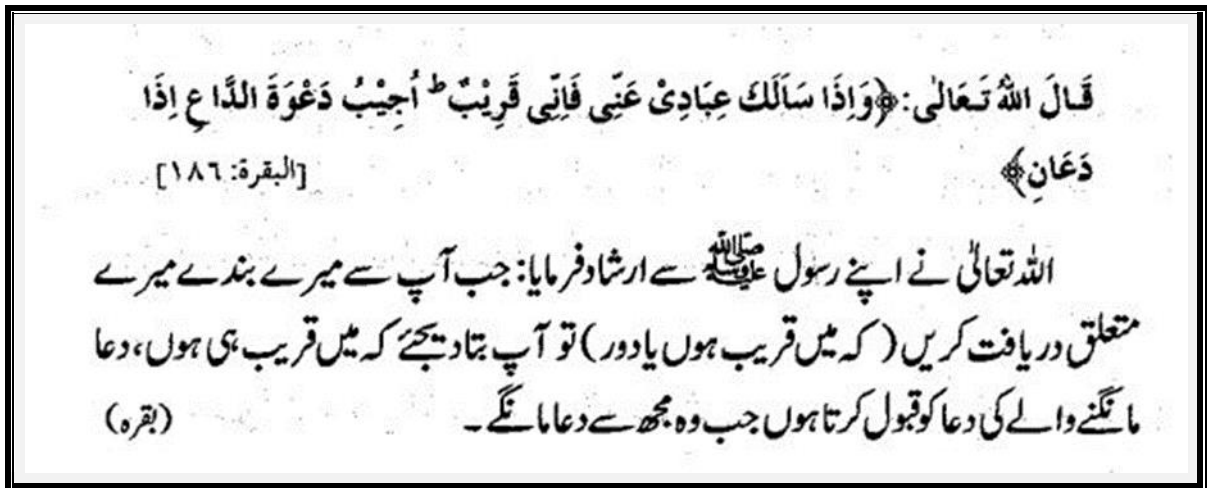 قَالَ اللّٰهُ تَعَالٰى: ﴿وَاِذَا سَاَلَكَ عِبَادِىْ عَنِّى فَاِنِّى قَرِيْبٌ ط اُجِيْبُ دَعْوَةَ الدَّاعِ اِذَا
دَعَانِ﴾ [البقرة: ١٨٦]
اللہ تعالیٰ نے اپنے رسول ﷺ سے ارشاد فرمایا: جب آپ سے میرے بندے میرے
متعلق دریافت کریں (کہ میں قریب ہوں یا دور) تو آپ بتا دیجئے کہ میں قریب ہی ہوں، دعا
مانگنے والے کی دعا کو قبول کرتا ہوں جب وہ مجھ سے دعا مانگے۔ (بقرہ)